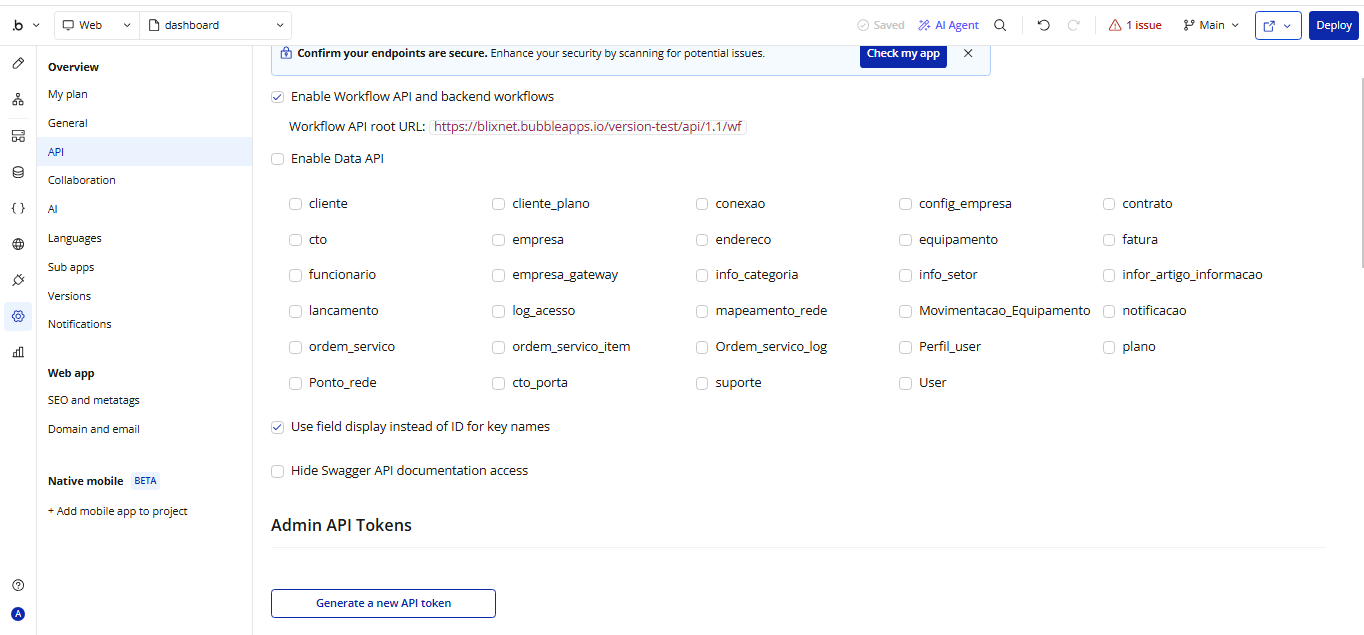 .b Web dashboard Saved AI Agent 1 issue Main Deploy
Overview
My plan
General
API
Collaboration
AI
Languages
Sub apps
Versions
Notifications
Web app
SEO and metatags
Domain and email
Native mobile BETA
+ Add mobile app to project
A
Confirm your endpoints are secure. Enhance your security by scanning for potential issues. Check my app
Enable Workflow API and backend workflows
Workflow API root URL: https://blixnet.bubbleapps.io/version-test/api/1.1/wf
Enable Data API
cliente cliente_plano conexao config_empresa contrato
cto empresa endereco equipamento fatura
funcionario empresa_gateway info_categoria info_setor infor_artigo_informacao
lancamento log_acesso mapeamento_rede Movimentacao_Equipamento notificacao
ordem_servico ordem_servico_item Ordem_servico_log Perfil_user plano
Ponto_rede cto_porta suporte User
Use field display instead of ID for key names
Hide Swagger API documentation access
Admin API Tokens
Generate a new API token